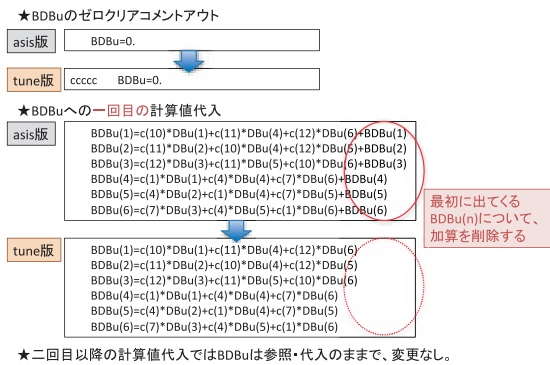 ★BDBuのゼロクリアコメントアウト
asis版
BDBu=0.
tune版
ccccc BDBu=0.
★BDBuへの一回目の計算値代入
asis版
BDBu(1)=c(10)*DBu(1)+c(11)*DBu(4)+c(12)*DBu(6)+BDBu(1)
BDBu(2)=c(11)*DBu(2)+c(10)*DBu(4)+c(12)*DBu(5)+BDBu(2)
BDBu(3)=c(12)*DBu(3)+c(11)*DBu(5)+c(10)*DBu(6)+BDBu(3)
BDBu(4)=c(1)*DBu(1)+c(4)*DBu(4)+c(7)*DBu(6)+BDBu(4)
BDBu(5)=c(4)*DBu(2)+c(1)*DBu(4)+c(7)*DBu(5)+BDBu(5)
BDBu(6)=c(7)*DBu(3)+c(4)*DBu(5)+c(1)*DBu(6)+BDBu(6)
最初に出てくる
BDBu(n)について、
加算を削除する
tune版
BDBu(1)=c(10)*DBu(1)+c(11)*DBu(4)+c(12)*DBu(6)
BDBu(2)=c(11)*DBu(2)+c(10)*DBu(4)+c(12)*DBu(5)
BDBu(3)=c(12)*DBu(3)+c(11)*DBu(5)+c(10)*DBu(6)
BDBu(4)=c(1)*DBu(1)+c(4)*DBu(4)+c(7)*DBu(6)
BDBu(5)=c(4)*DBu(2)+c(1)*DBu(4)+c(7)*DBu(5)
BDBu(6)=c(7)*DBu(3)+c(4)*DBu(5)+c(1)*DBu(6)
★二回目以降の計算値代入ではBDBuは参照・代入のままで、変更なし。